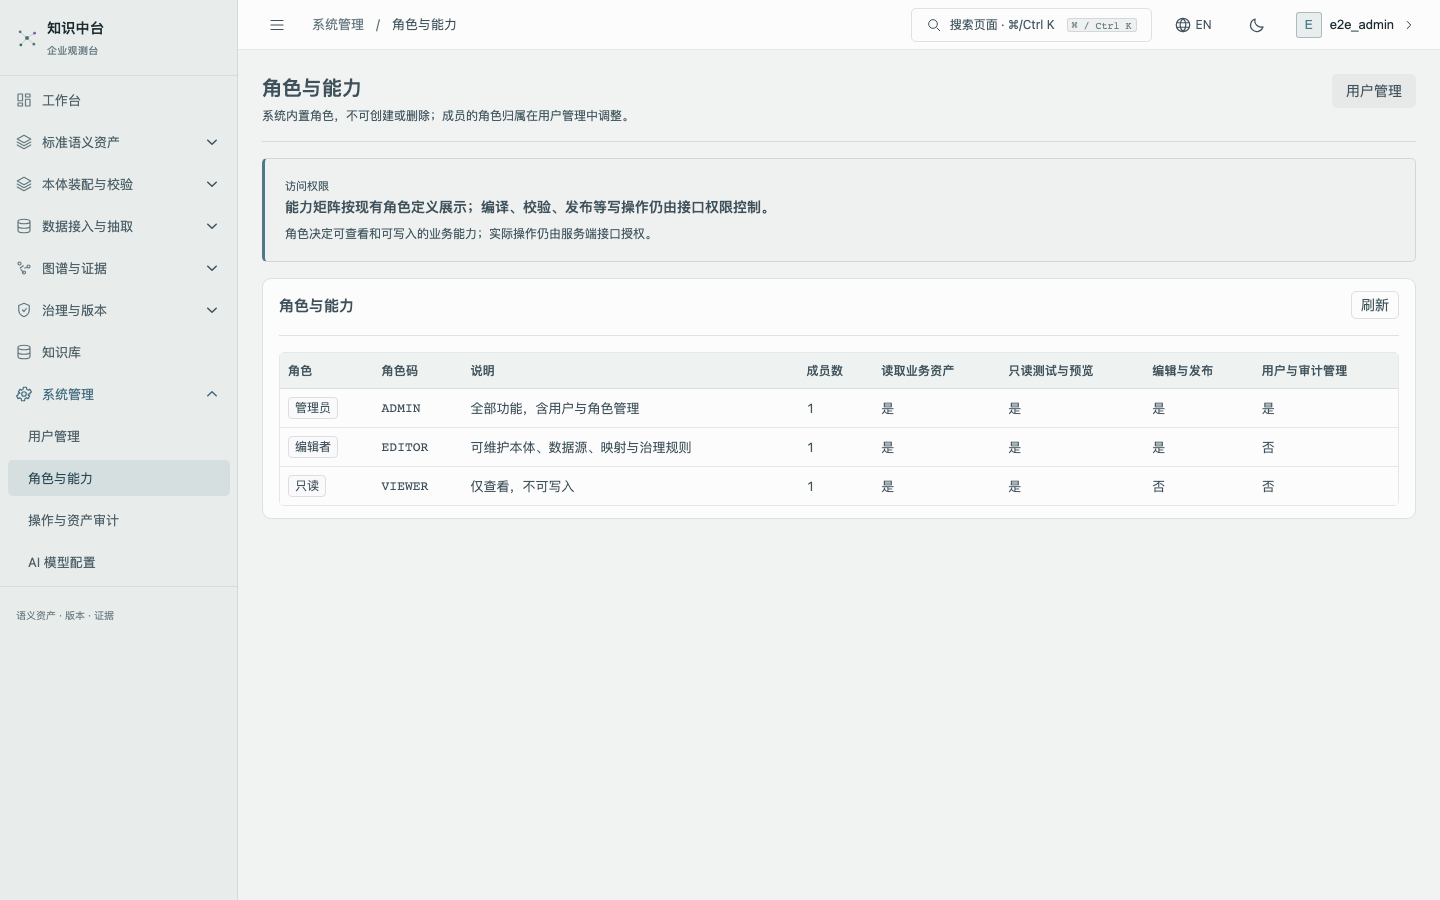 知识中台
企业观测台
工作台
标准语义资产
本体装配与校验
数据接入与抽取
图谱与证据
治理与版本
知识库
系统管理
用户管理
角色与能力
操作与资产审计
AI 模型配置
语义资产 · 版本 · 证据
系统管理 / 角色与能力
搜索页面 · ⌘/Ctrl K ⌘ / Ctrl K
EN
E e2e_admin
角色与能力
系统内置角色，不可创建或删除；成员的角色归属在用户管理中调整。
用户管理
访问权限
能力矩阵按现有角色定义展示；编译、校验、发布等写操作仍由接口权限控制。
角色决定可查看和可写入的业务能力；实际操作仍由服务端接口授权。
角色与能力
刷新
角色 角色码 说明 成员数 读取业务资产 只读测试与预览 编辑与发布 用户与审计管理
管理员 ADMIN 全部功能，含用户与角色管理 1 是 是 是 是
编辑者 EDITOR 可维护本体、数据源、映射与治理规则 1 是 是 是 否
只读 VIEWER 仅查看，不可写入 1 是 是 否 否